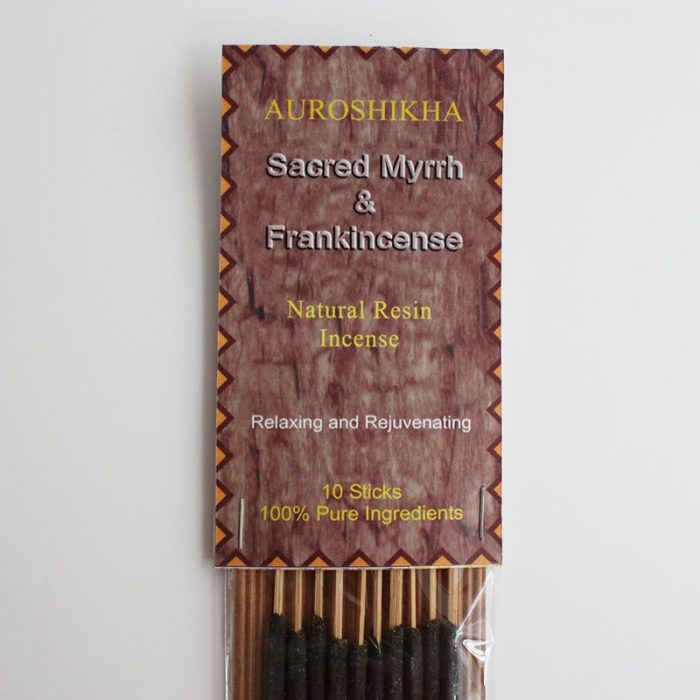 AUROSHIKHA
Sacred Myrrh
&
Frankincense
Natural Resin
Incense
Relaxing and Rejuvenating
10 Sticks
100% Pure Ingredients